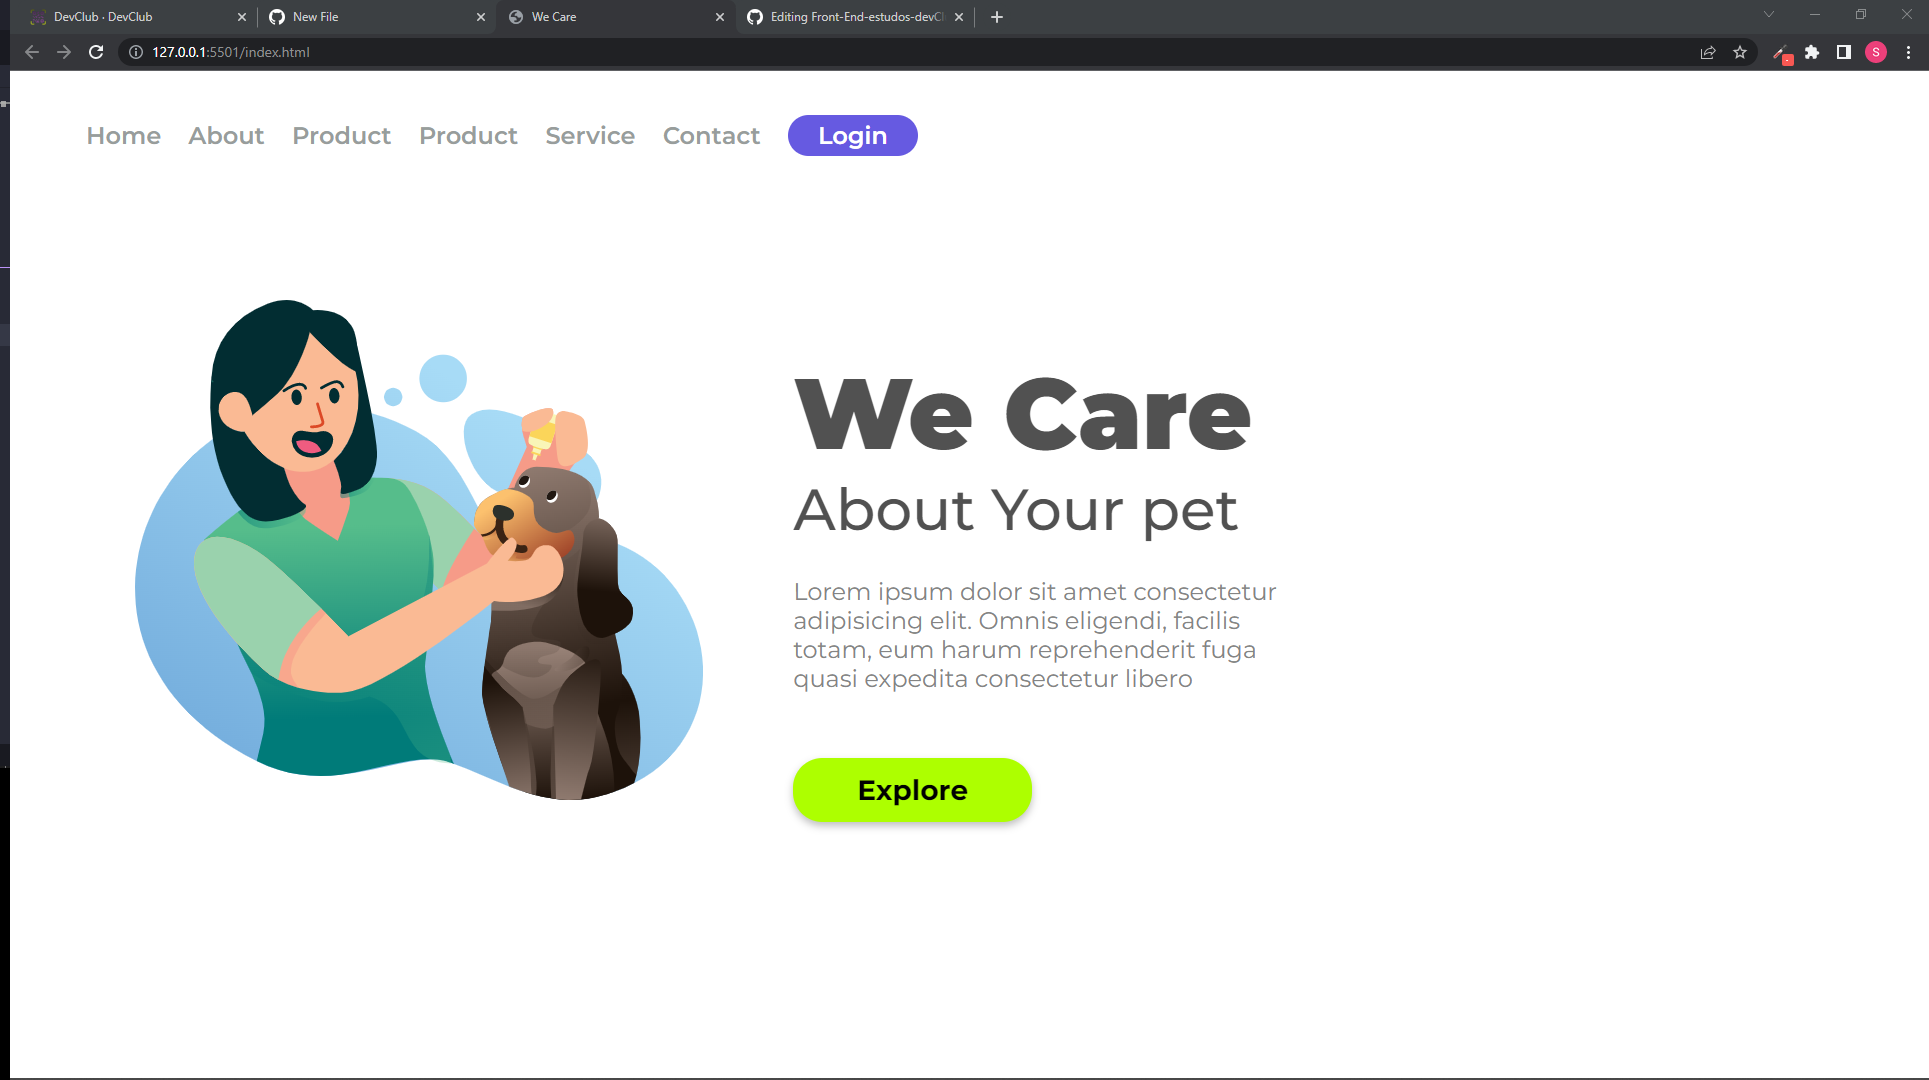 DevClub · DevClub
New File
We Care
Editing Front-End-estudos-devCl
127.0.0.1:5501/index.html
S
Home About Product Product Service Contact Login
We Care
About Your pet
Lorem ipsum dolor sit amet consectetur
adipisicing elit. Omnis eligendi, facilis
totam, eum harum reprehenderit fuga
quasi expedita consectetur libero
Explore